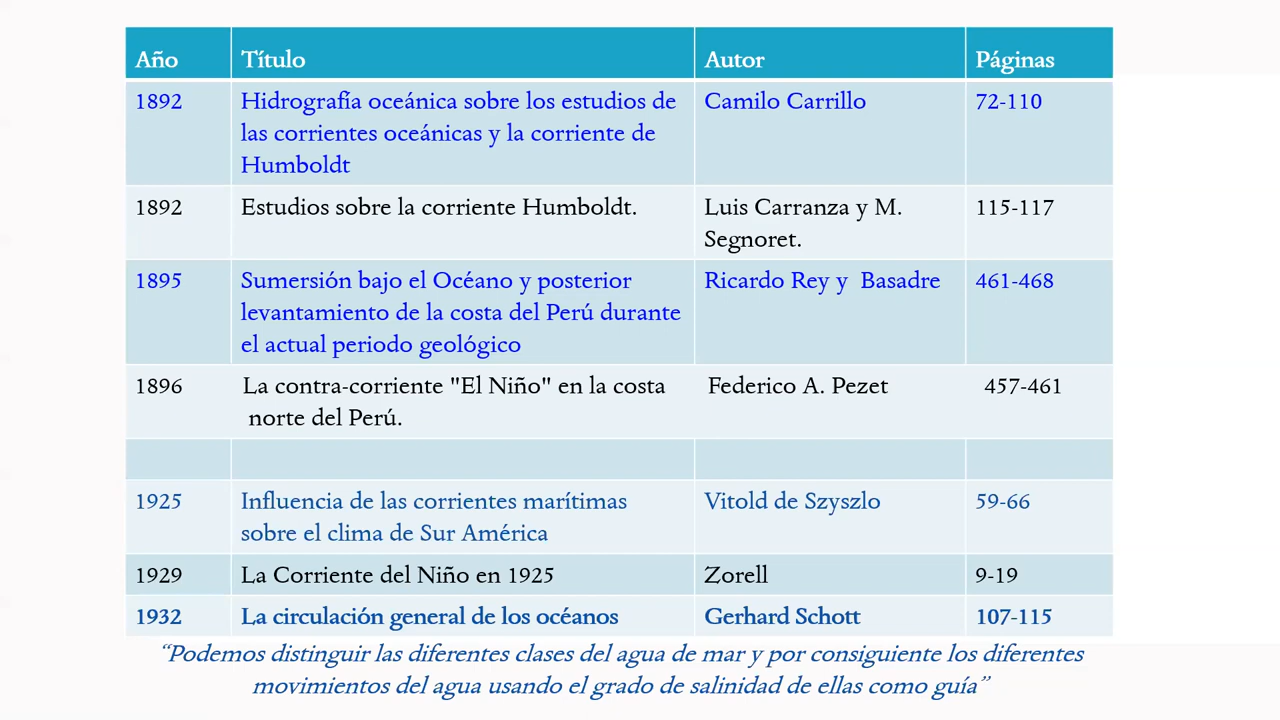 Año Título Autor Páginas
1892 Hidrografía oceánica sobre los estudios de Camilo Carrillo 72-110
las corrientes oceánicas y la corriente de
Humboldt
1892 Estudios sobre la corriente Humboldt. Luis Carranza y M. 115-117
Segnoret.
1895 Sumersión bajo el Océano y posterior Ricardo Rey y Basadre 461-468
levantamiento de la costa del Perú durante
el actual periodo geológico
1896 La contra-corriente "El Niño" en la costa Federico A. Pezet 457-461
norte del Perú.
1925 Influencia de las corrientes marítimas Vitold de Szyszlo 59-66
sobre el clima de Sur América
1929 La Corriente del Niño en 1925 Zorell 9-19
1932 La circulación general de los océanos Gerhard Schott 107-115
“Podemos distinguir las diferentes clases del agua de mar y por consiguiente los diferentes
movimientos del agua usando el grado de salinidad de ellas como guía”